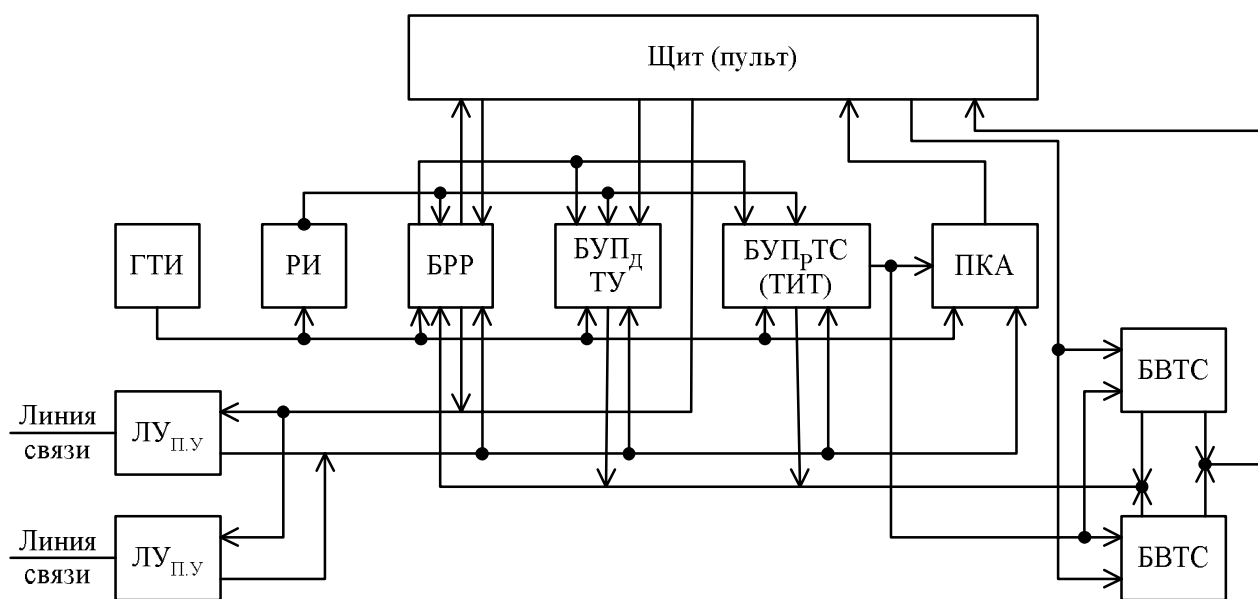 Щит (пульт)
ГТИ
РИ
БРР
БУПД
ТУ
БУПРТС
(ТИТ)
ПКА
БВТС
Линия
связи
ЛУП.У
Линия
связи
ЛУП.У
БВТС